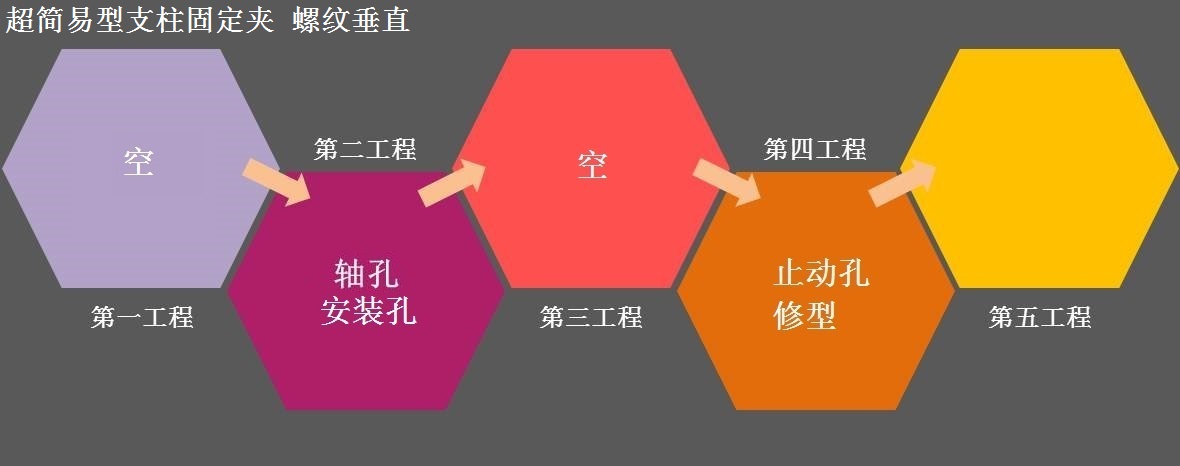 超简易型支柱固定夹 螺纹垂直
空
第一工程
第二工程
轴孔
安装孔
空
第三工程
第四工程
止动孔
修型
第五工程